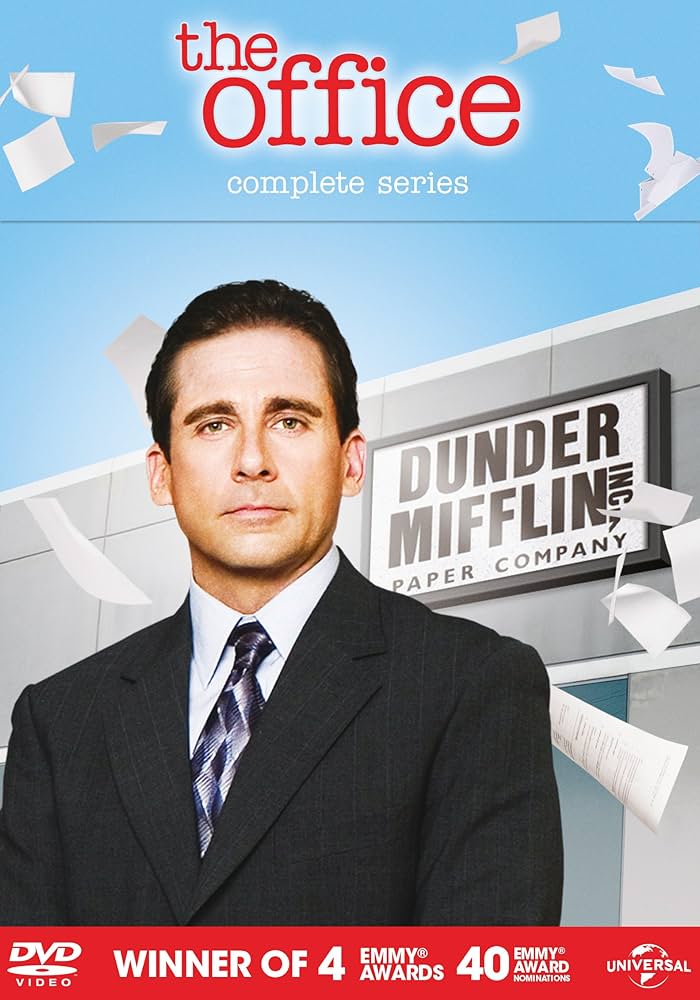 the
office
complete series
DUNDER
MIFFLIN INC.
PAPER COMPANY
DVD
VIDEO
WINNER OF 4 EMMY® AWARDS 40 EMMY® AWARD NOMINATIONS
UNIVERSAL